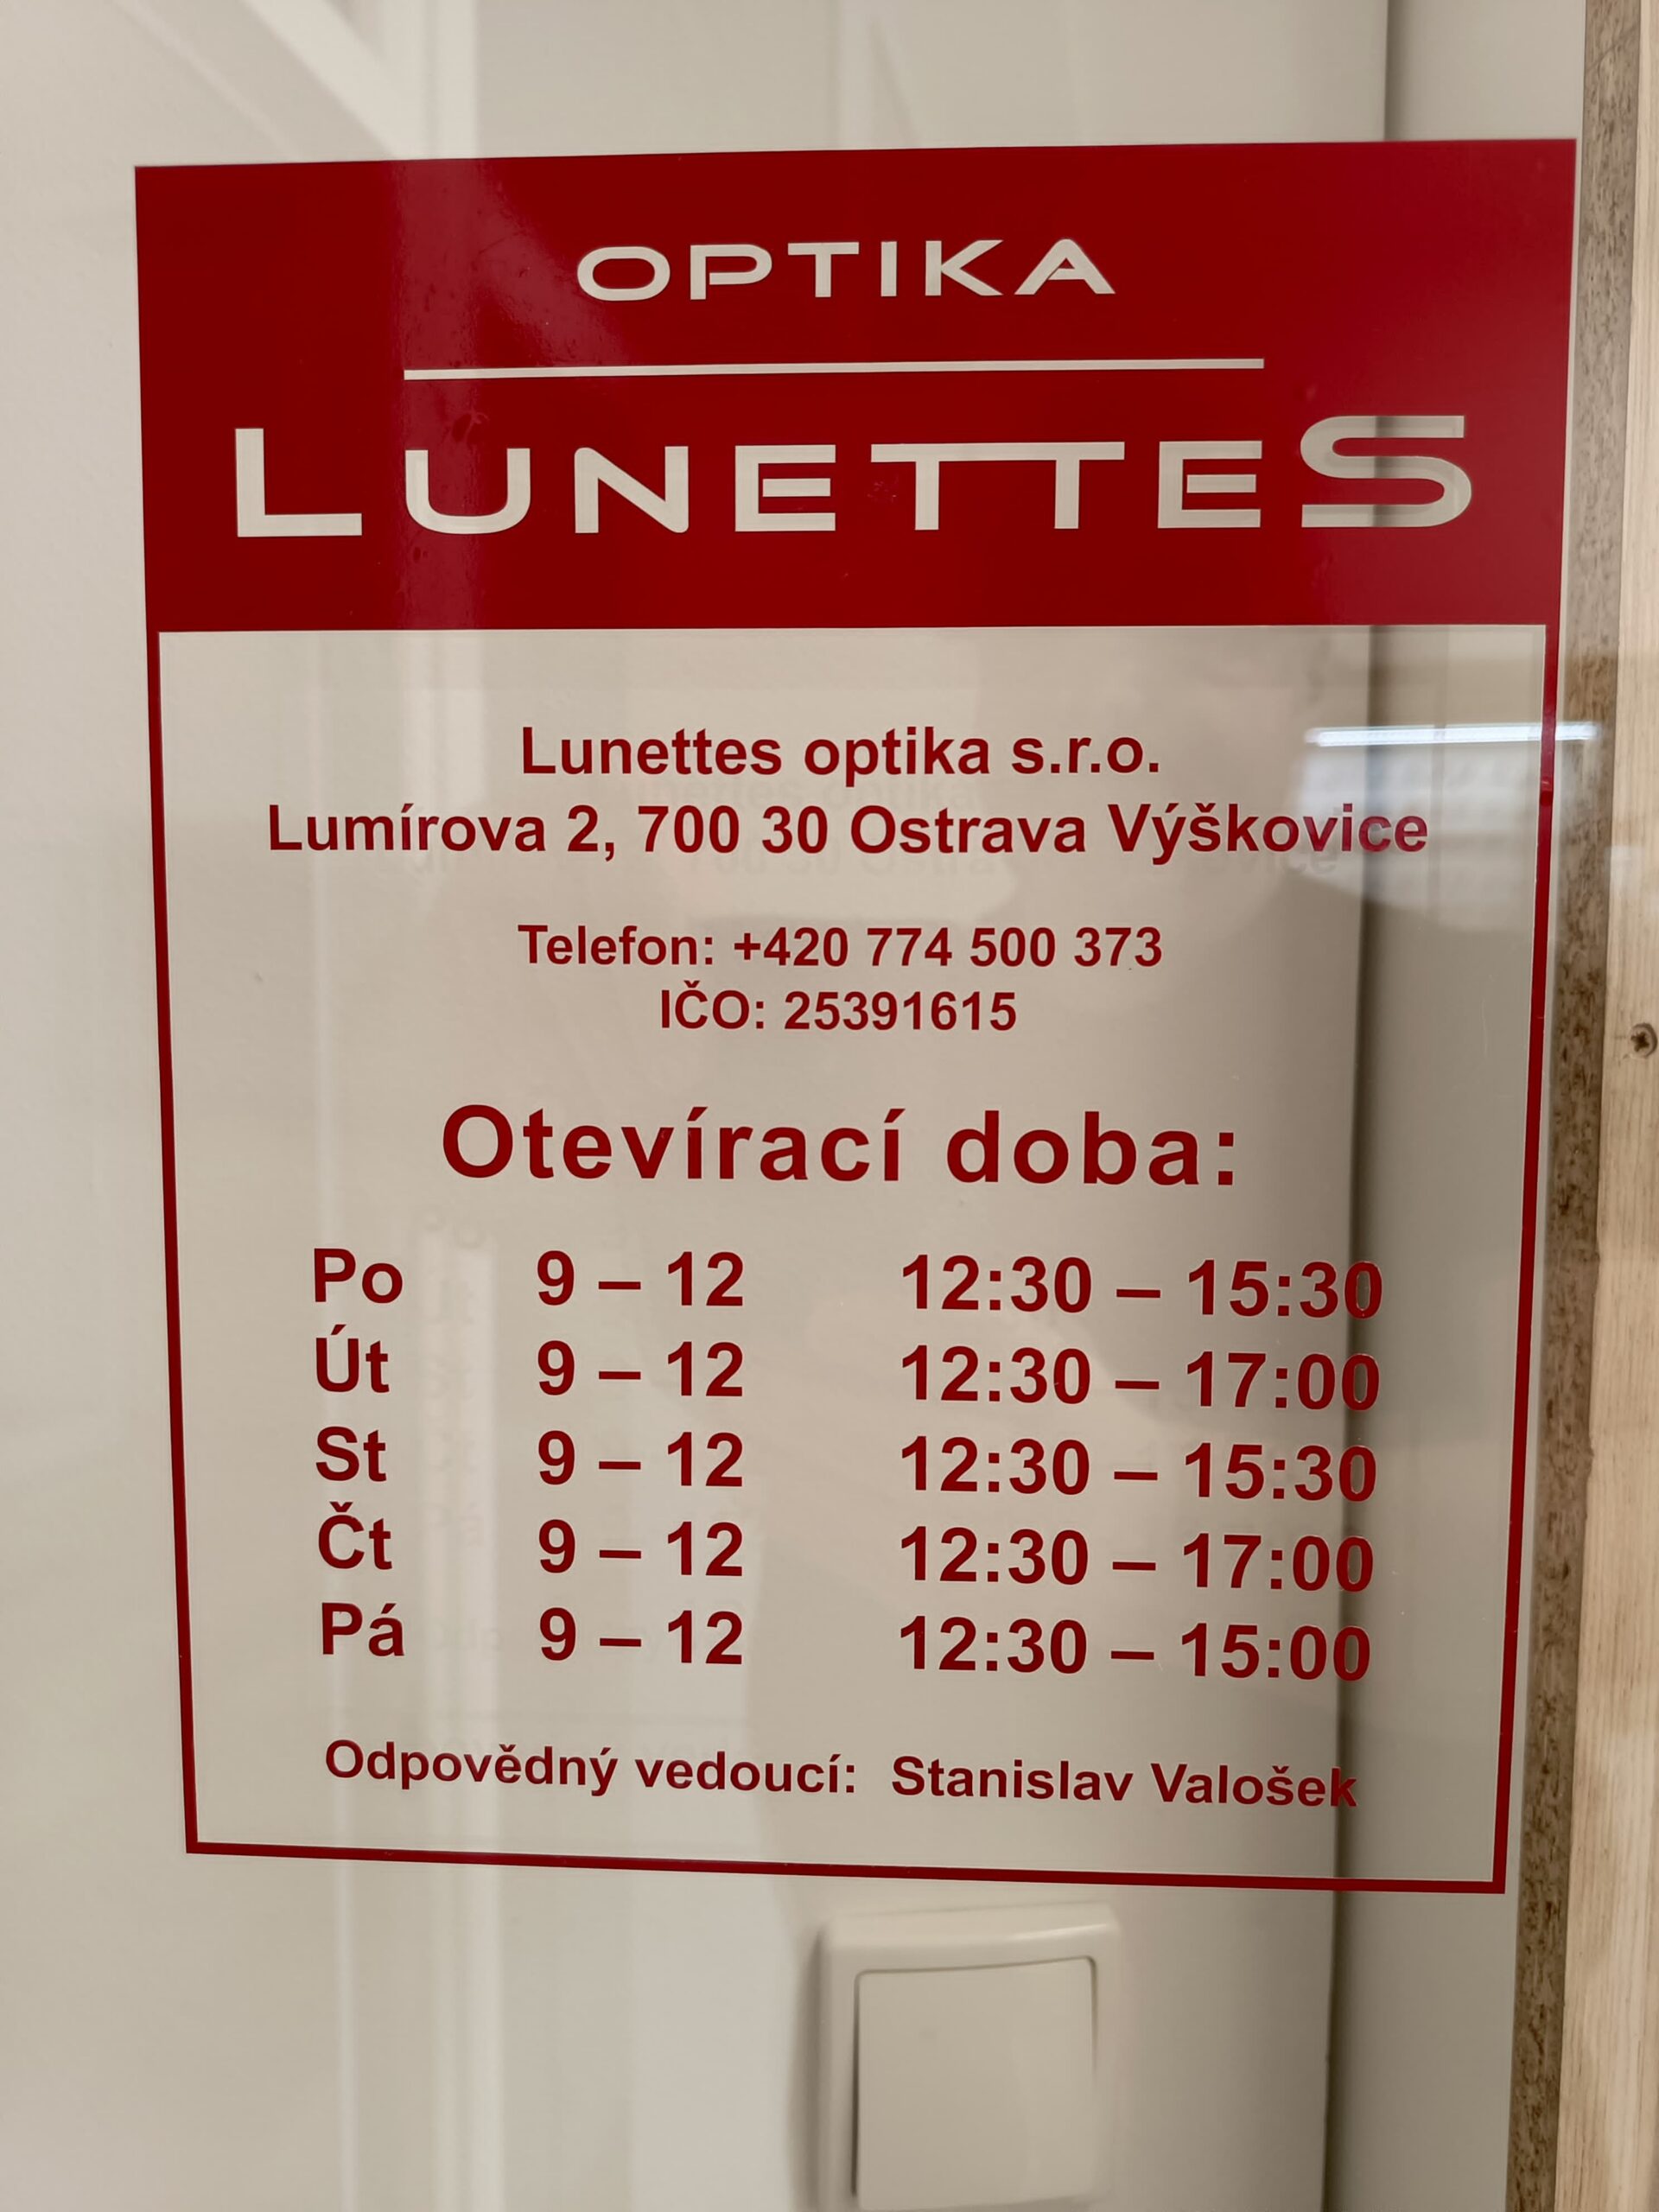 OPTIKA
LUNETTES
Lunettes optika s.r.o.
Lumírova 2, 700 30 Ostrava Výškovice
Telefon: +420 774 500 373
IČO: 25391615
Otevírací doba:
Po 9 – 12 12:30 – 15:30
Út 9 – 12 12:30 – 17:00
St 9 – 12 12:30 – 15:30
Čt 9 – 12 12:30 – 17:00
Pá 9 – 12 12:30 – 15:00
Odpovědný vedoucí: Stanislav Valošek